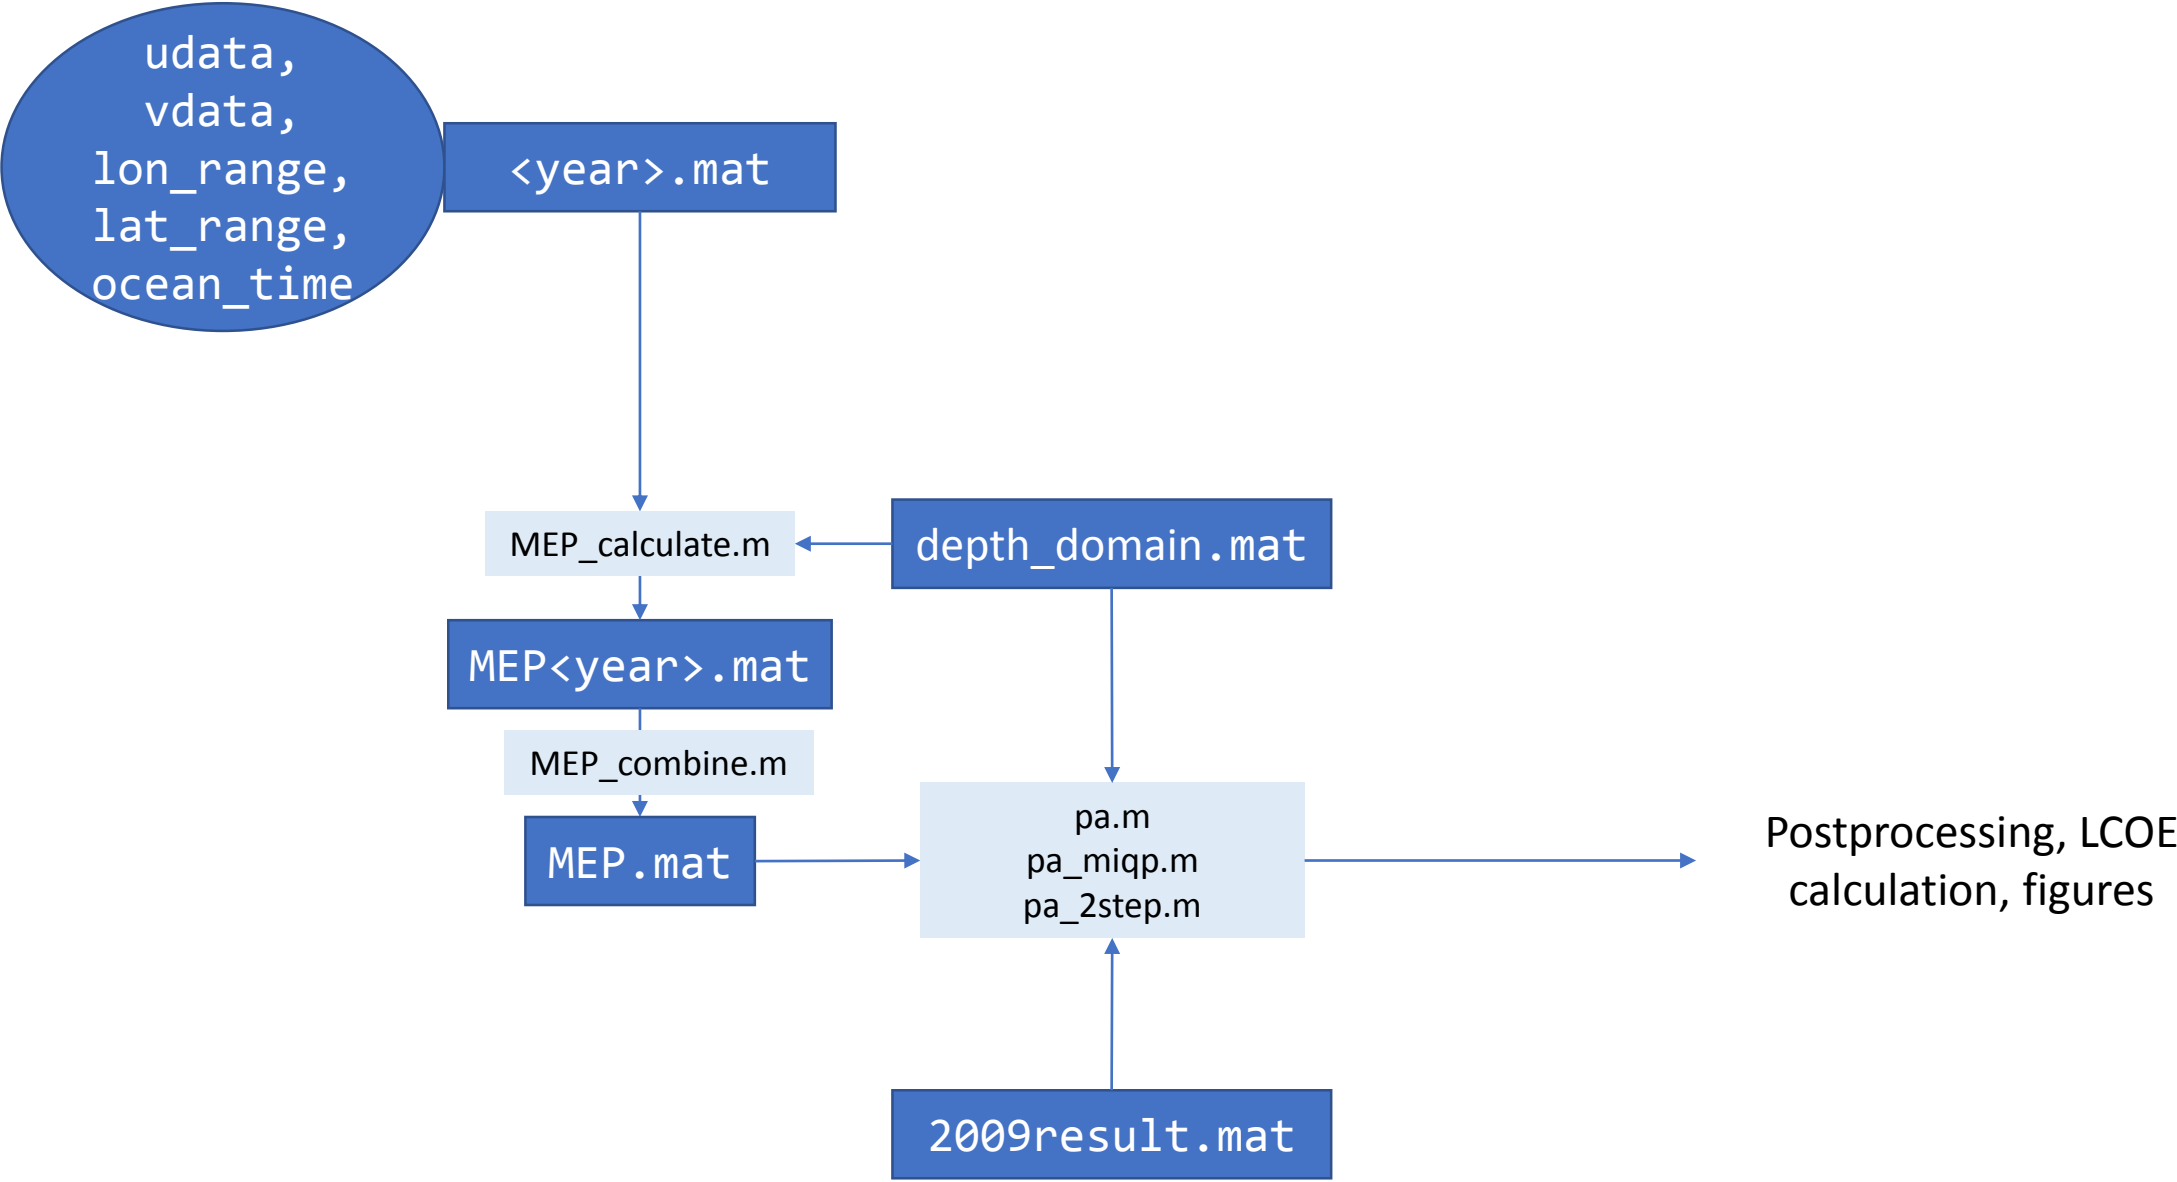 udata,
vdata,
lon_range,
lat_range,
ocean_time
<year>.mat
MEP_calculate.m
depth_domain.mat
MEP<year>.mat
MEP_combine.m
MEP.mat
pa.m
pa_miqp.m
pa_2step.m
Postprocessing, LCOE
calculation, figures
2009result.mat